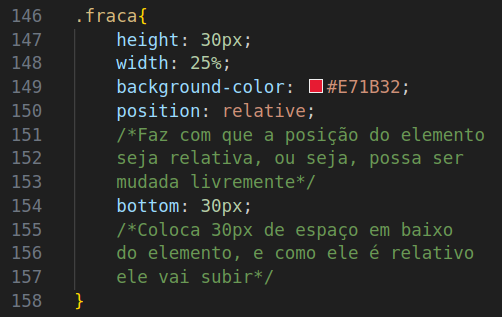 146 .fraca{
147 height: 30px;
148 width: 25%;
149 background-color: #E71B32;
150 position: relative;
151 /*Faz com que a posição do elemento
152 seja relativa, ou seja, possa ser
153 mudada livremente*/
154 bottom: 30px;
155 /*Coloca 30px de espaço em baixo
156 do elemento, e como ele é relativo
157 ele vai subir*/
158 }